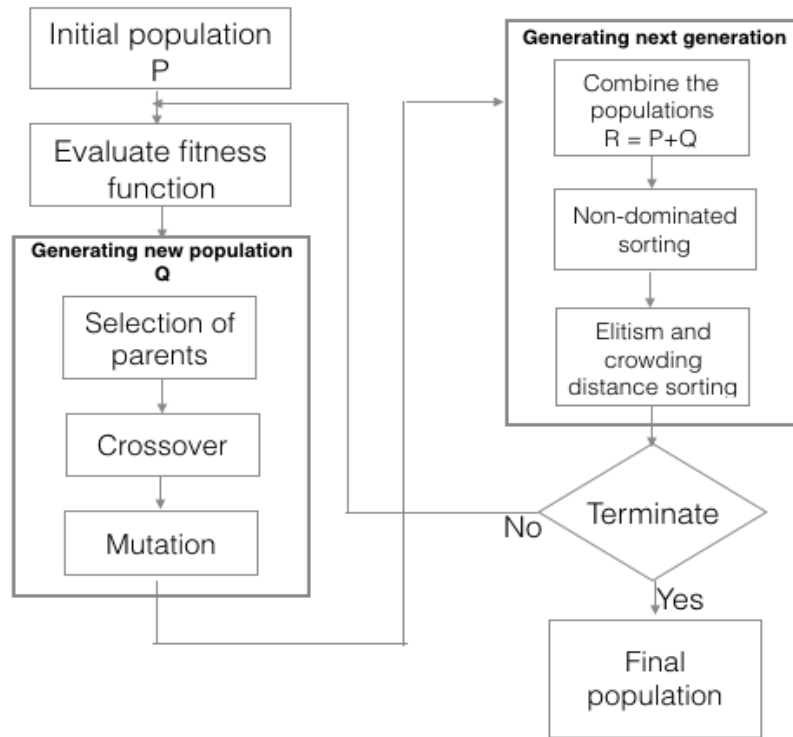 Initial population
P
Evaluate fitness
function
Generating new population
Q
Selection of
parents
Crossover
Mutation
Generating next generation
Combine the
populations
R = P+Q
Non-dominated
sorting
Elitism and
crowding
distance sorting
Terminate
No
Yes
Final
population